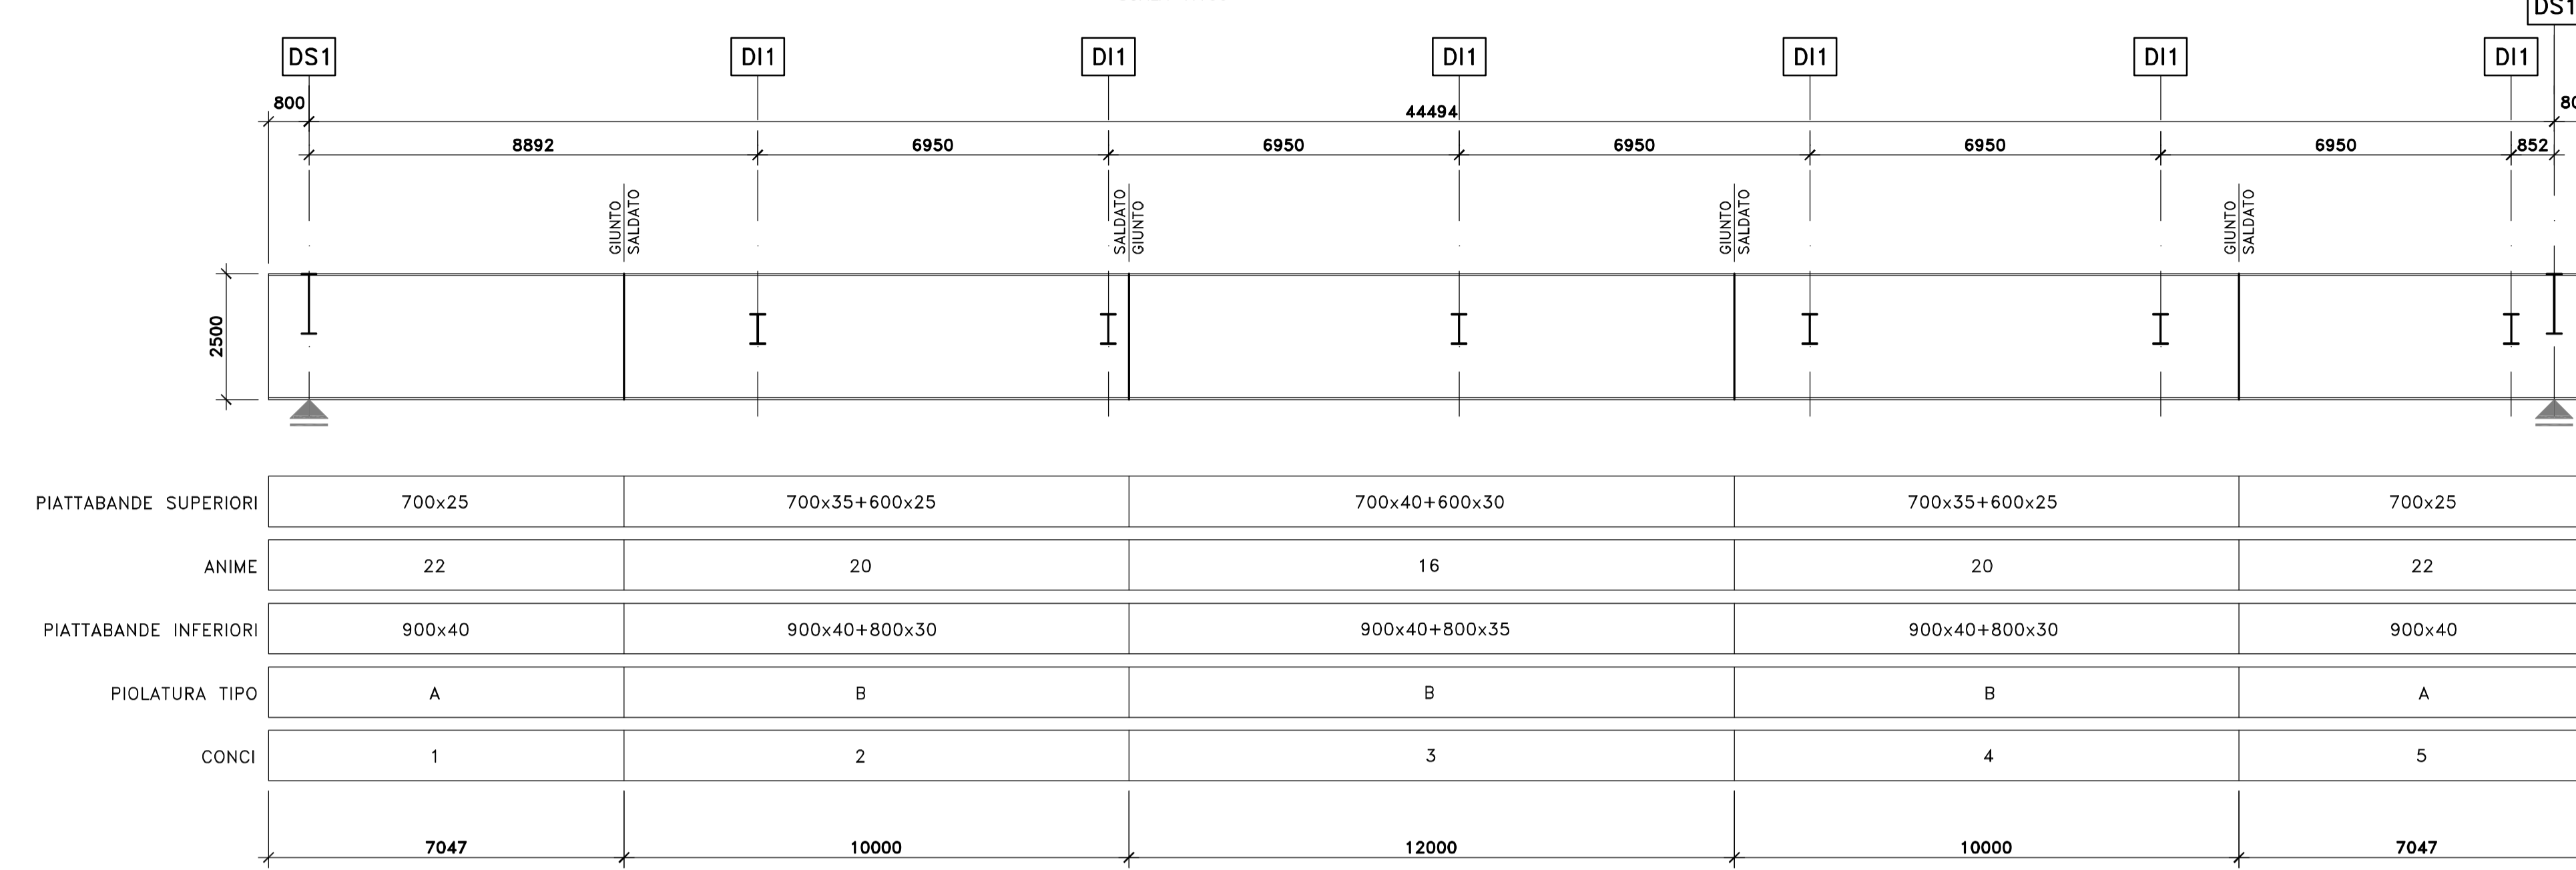 DS1
DS1 DI1 DI1 DI1 DI1 DI1 DI1
800 44494 80
8892 6950 6950 6950 6950 6950 852
GIUNTO
SALDATO
SALDATO
GIUNTO
GIUNTO
SALDATO
GIUNTO
SALDATO
2500
PIATTABANDE SUPERIORI 700x25 700x35+600x25 700x40+600x30 700x35+600x25 700x25
ANIME 22 20 16 20 22
PIATTABANDE INFERIORI 900x40 900x40+800x30 900x40+800x35 900x40+800x30 900x40
PIOLATURA TIPO A B B B A
CONCI 1 2 3 4 5
7047 10000 12000 10000 7047